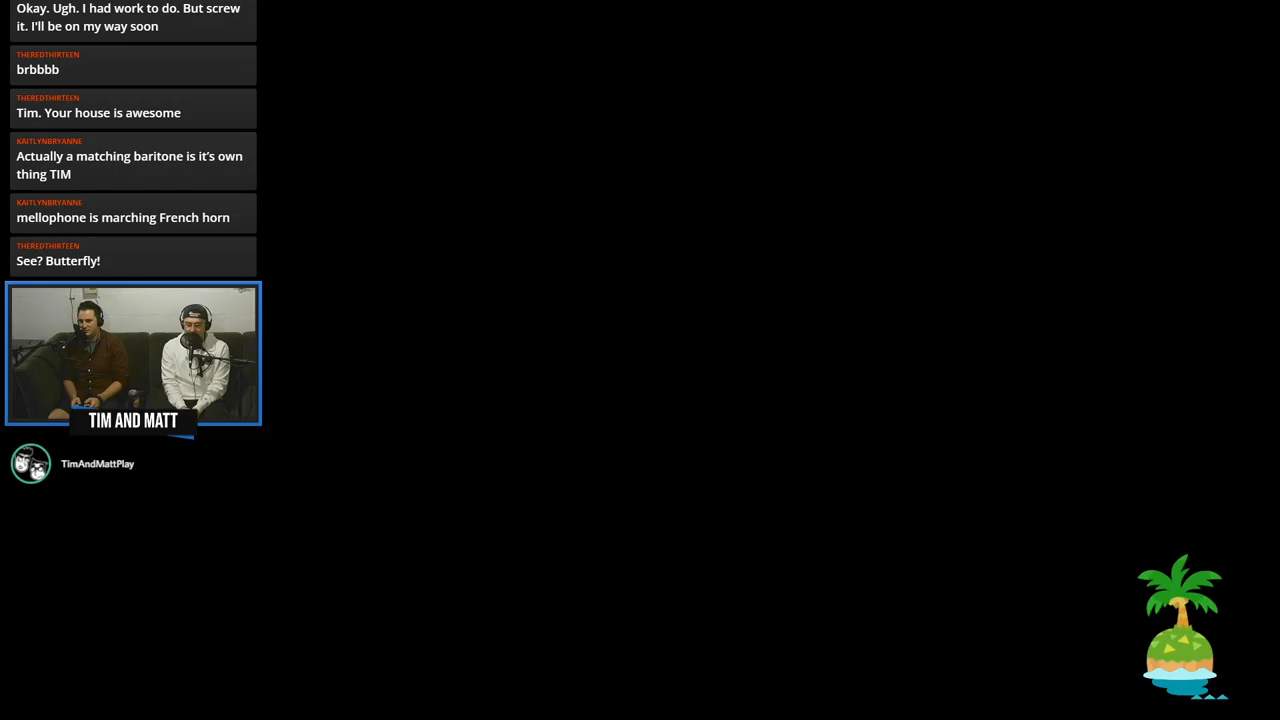 Okay. Ugh. I had work to do. But screw
it. I'll be on my way soon
THEREDTHIRTEEN
brbbbb
THEREDTHIRTEEN
Tim. Your house is awesome
KAITLYNBRYANNE
Actually a matching baritone is it's own
thing TIM
KAITLYNBRYANNE
mellophone is marching French horn
THEREDTHIRTEEN
See? Butterfly!
TIM AND MATT
TimAndMattPlay